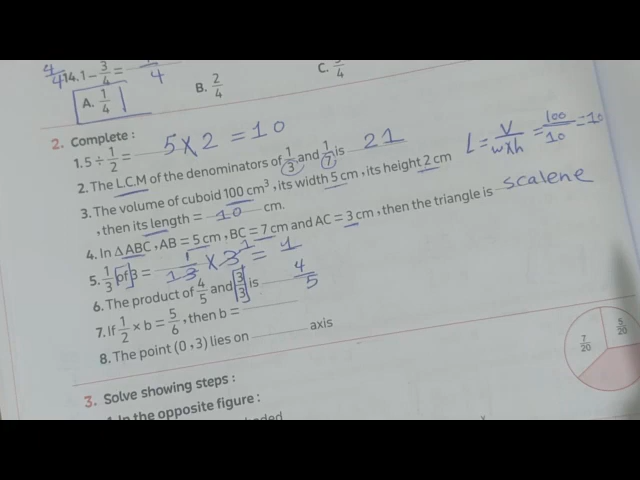 4/4 14. 1 - 3/4 = 1/4
A. 1/4 B. 2/4 C. 3/4
2. Complete :
1. 5 ÷ 1/2 = 5 X 2 = 10
2. The L.C.M of the denominators of 1/3 and 1/7 is 21
3. The volume of cuboid 100 cm³ , its width 5 cm , its height 2 cm
, then its length = 10 cm.
L = V/wxh = 100/10 = 10
4. In △ABC , AB = 5 cm , BC = 7 cm and AC = 3 cm , then the triangle is scalene
5. 1/3 of 3 = 1/3 X 3 1 = 1
6. The product of 4/5 and 3/3 is 4/5
7. If 1/2 × b = 5/6 , then b =
8. The point (0 , 3) lies on axis
7/20 5/20
3. Solve showing steps :
1. In the opposite figure :